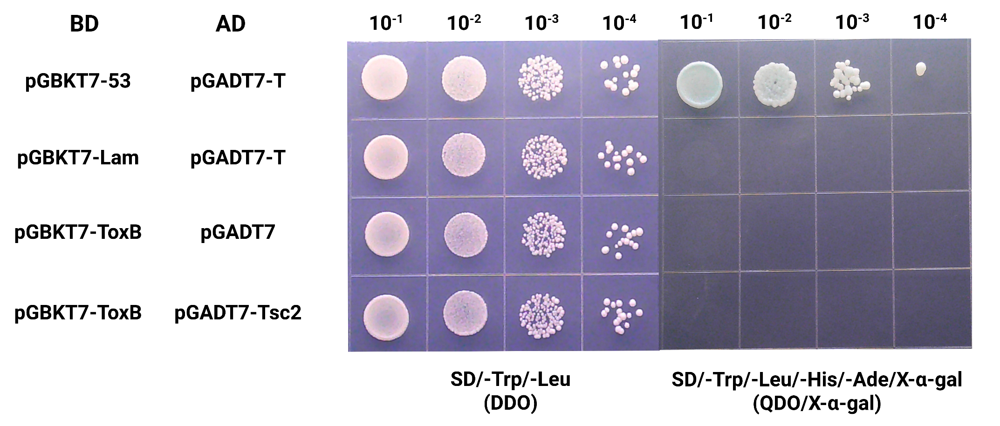 BD AD 10⁻¹ 10⁻² 10⁻³ 10⁻⁴ 10⁻¹ 10⁻² 10⁻³ 10⁻⁴
pGBKT7-53 pGADT7-T
pGBKT7-Lam pGADT7-T
pGBKT7-ToxB pGADT7
pGBKT7-ToxB pGADT7-Tsc2
SD/-Trp/-Leu SD/-Trp/-Leu/-His/-Ade/X-α-gal
(DDO) (QDO/X-α-gal)